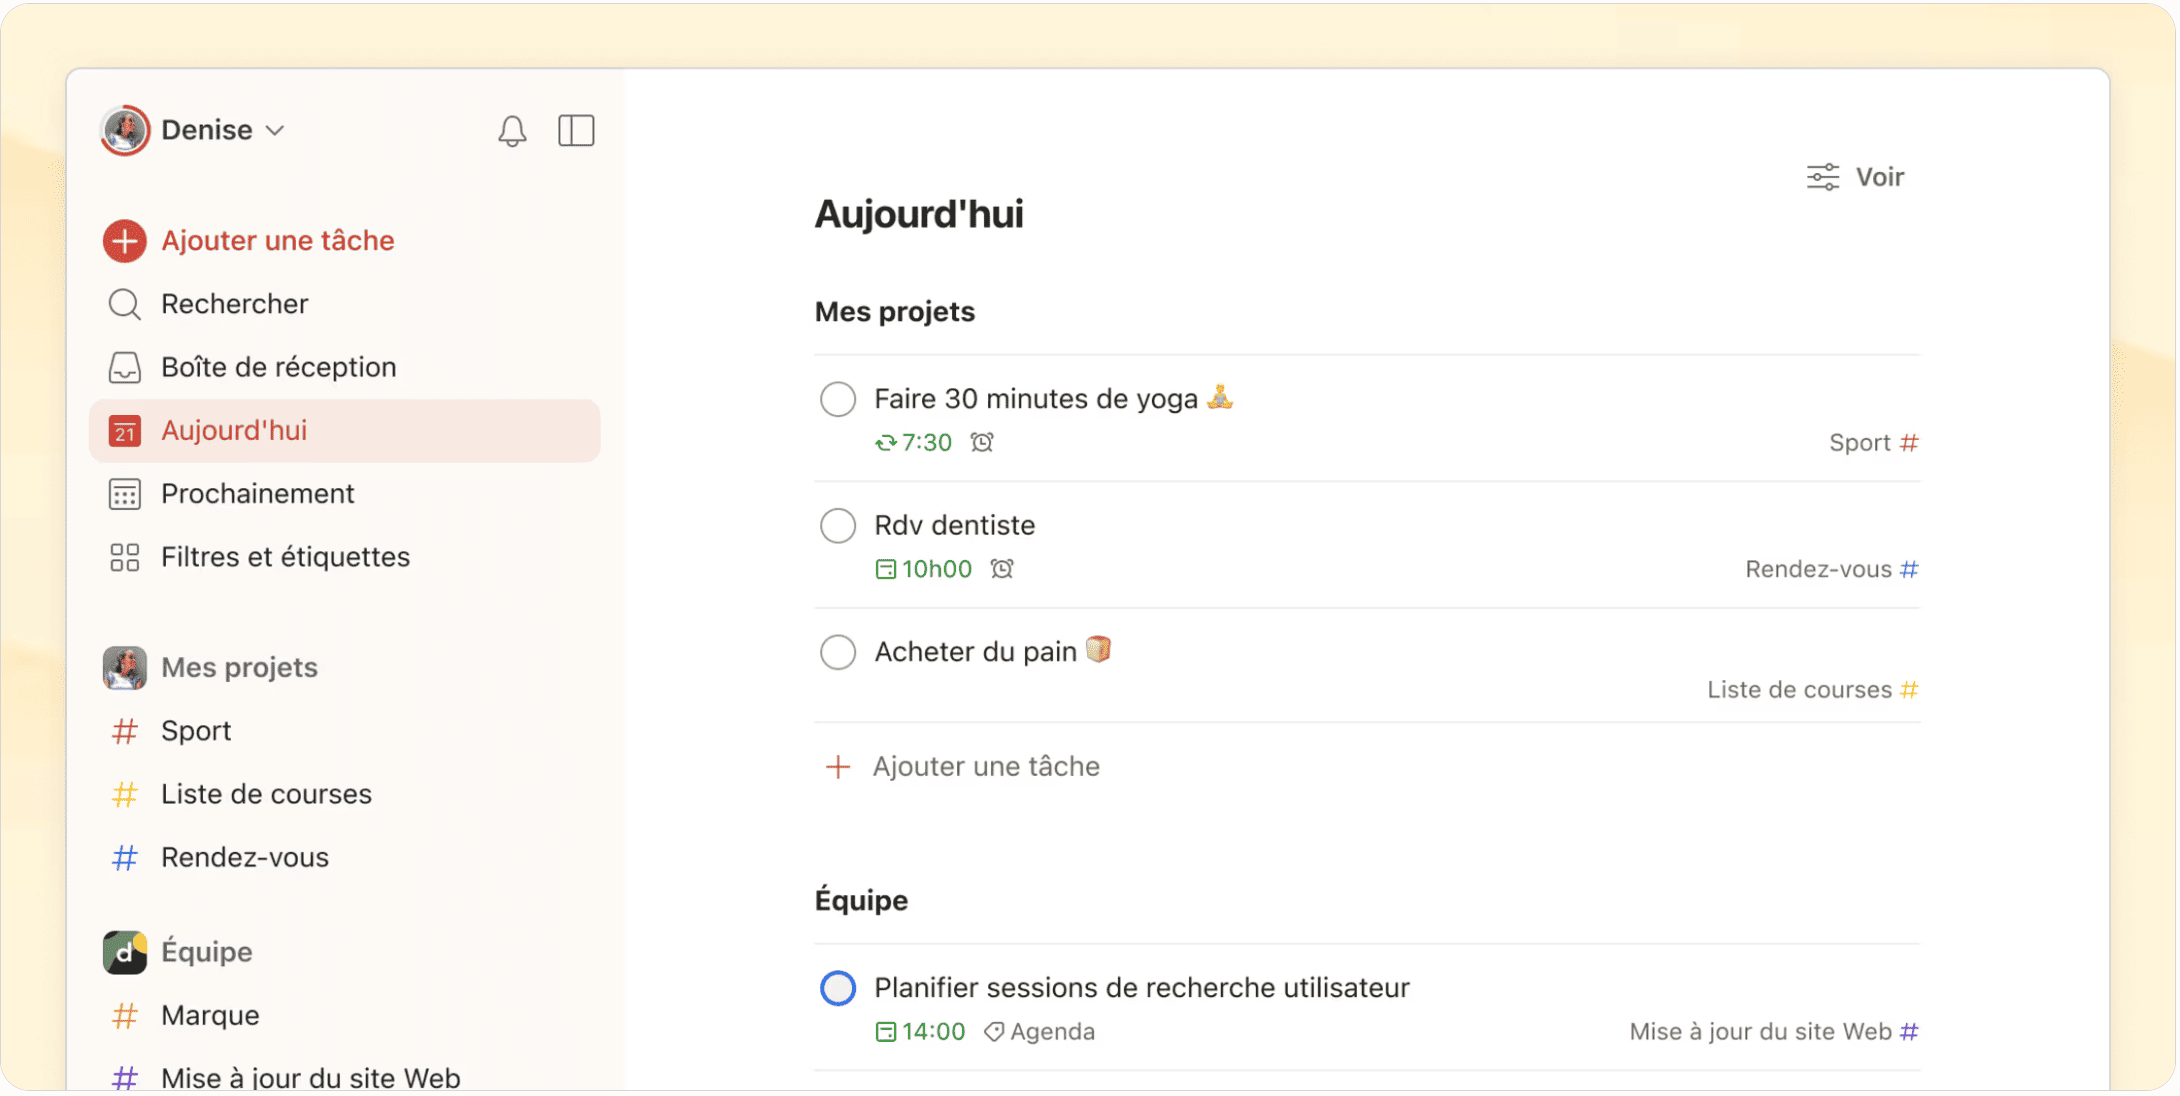 Denise
Ajouter une tâche
Rechercher
Boîte de réception
21 Aujourd'hui
Prochainement
Filtres et étiquettes
Mes projets
# Sport
# Liste de courses
# Rendez-vous
d Équipe
# Marque
# Mise à jour du site Web
Voir
Aujourd'hui
Mes projets
Faire 30 minutes de yoga
7:30
Sport #
Rdv dentiste
10h00
Rendez-vous #
Acheter du pain
Liste de courses #
+ Ajouter une tâche
Équipe
Planifier sessions de recherche utilisateur
14:00 Agenda
Mise à jour du site Web #